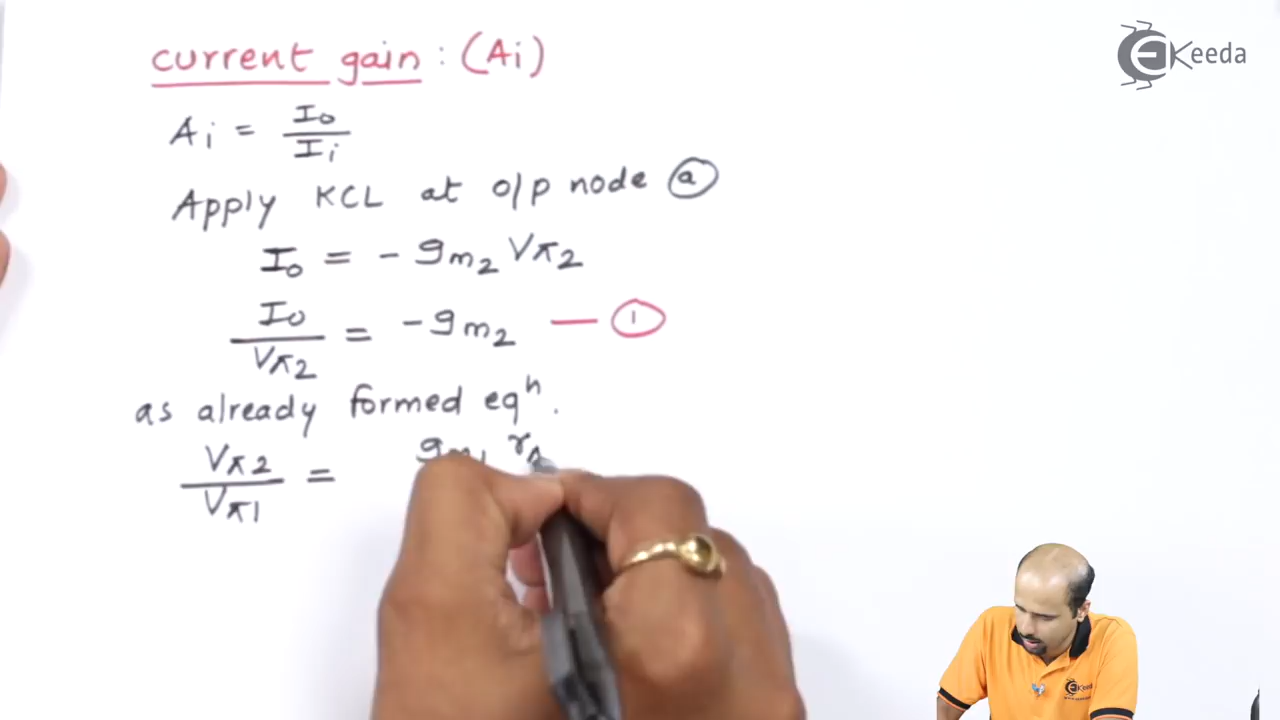 current gain : (Ai)
Ai = Io / Ii
Apply KCL at o/p node ⓐ
Io = - gm2 Vπ2
Io / Vπ2 = - gm2 — ①
as already formed eqn.
Vπ2 / Vπ1 =
Keeda
EKeeda